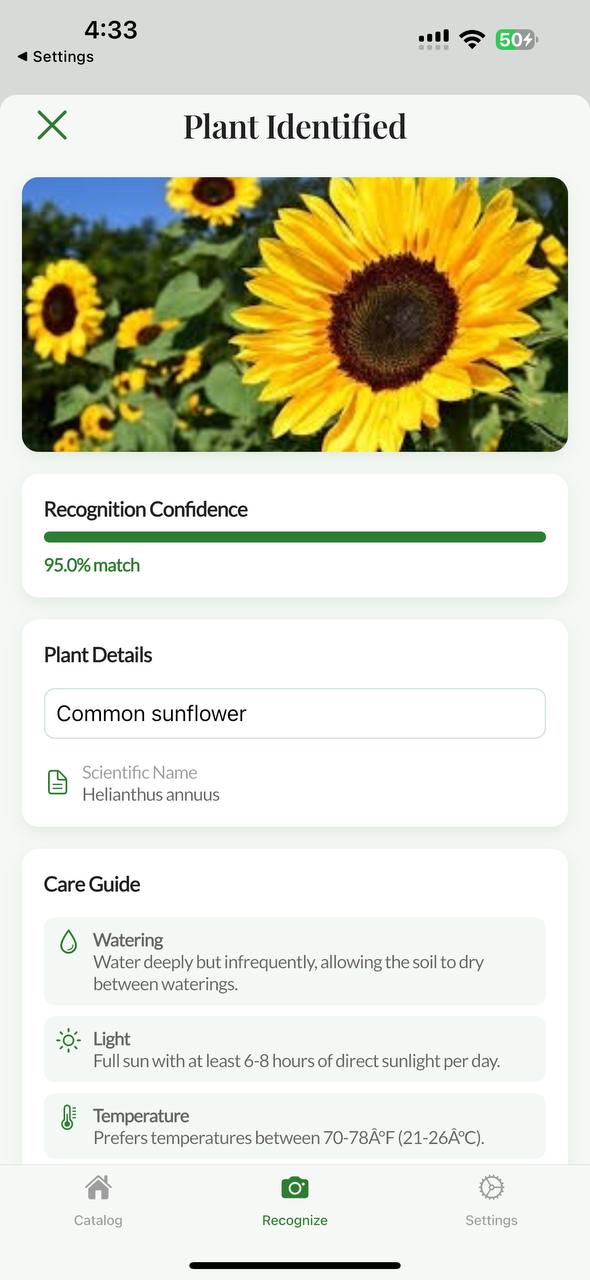 4:33
◀ Settings
50
Plant Identified
Recognition Confidence
95.0% match
Plant Details
Common sunflower
Scientific Name
Helianthus annuus
Care Guide
Watering
Water deeply but infrequently, allowing the soil to dry
between waterings.
Light
Full sun with at least 6-8 hours of direct sunlight per day.
Temperature
Prefers temperatures between 70-78°F (21-26°C).
Catalog
Recognize
Settings